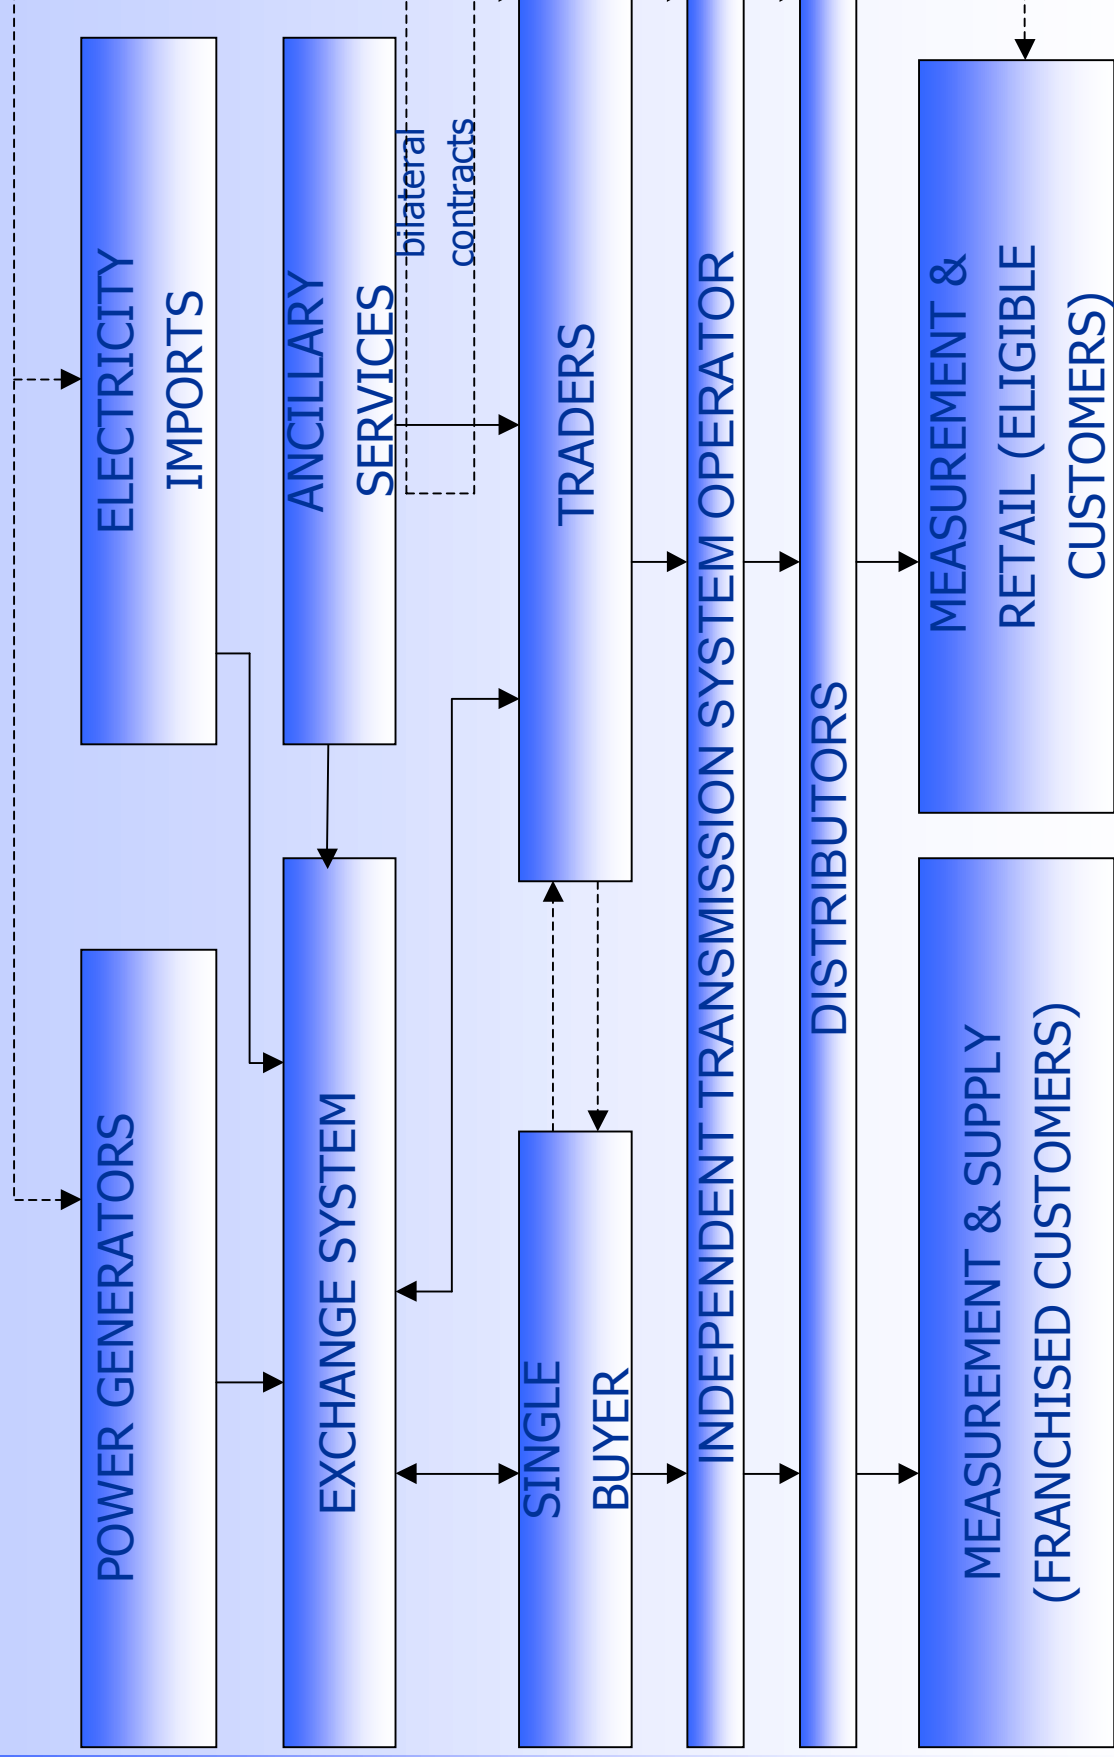 POWER GENERATORS
ELECTRICITY
IMPORTS
EXCHANGE SYSTEM
ANCILLARY
SERVICES
bilateral
contracts
SINGLE
BUYER
TRADERS
INDEPENDENT TRANSMISSION SYSTEM OPERATOR
DISTRIBUTORS
MEASUREMENT & SUPPLY
(FRANCHISED CUSTOMERS)
MEASUREMENT &
RETAIL (ELIGIBLE
CUSTOMERS)